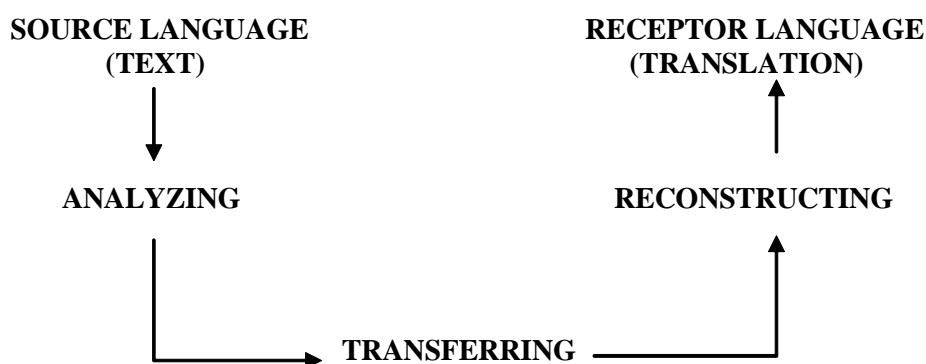 SOURCE LANGUAGE
(TEXT)
RECEPTOR LANGUAGE
(TRANSLATION)
ANALYZING
RECONSTRUCTING
TRANSFERRING